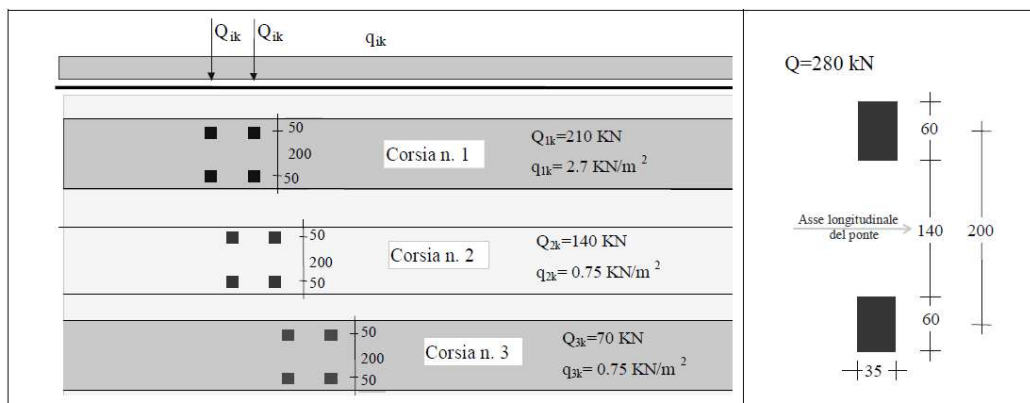 Qik Qik qik
50
200
50
Corsia n. 1
Q1k=210 KN
q1k= 2.7 KN/m 2
50
200
50
Corsia n. 2
Q2k=140 KN
q2k= 0.75 KN/m 2
50
200
50
Corsia n. 3
Q3k=70 KN
q3k= 0.75 KN/m 2
Q=280 kN
60
Asse longitudinale
del ponte
140 200
60
35